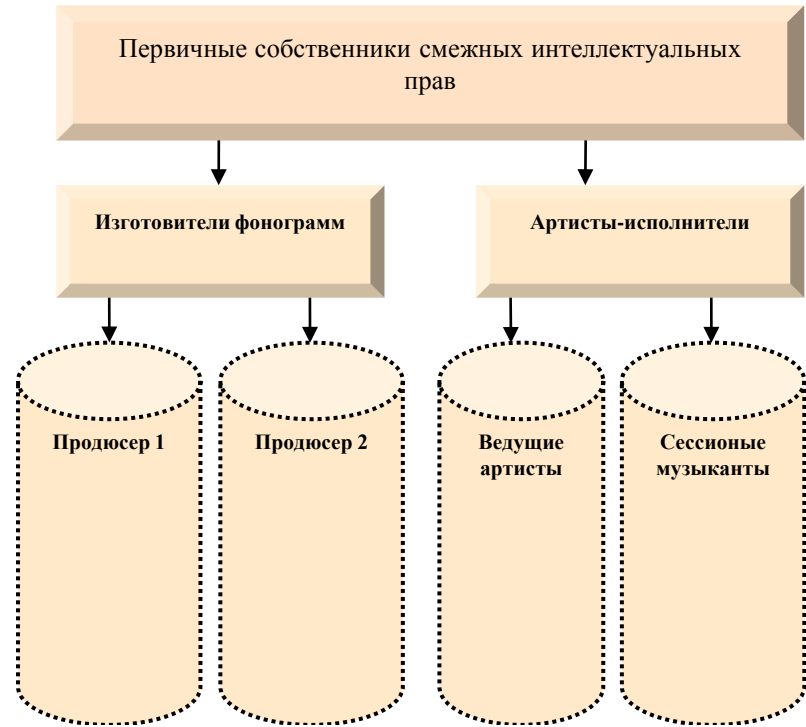 Первичные собственники смежных интеллектуальных
прав
Изготовители фонограмм
Артисты-исполнители
Продюсер 1
Продюсер 2
Ведущие
артисты
Сессионые
музыканты